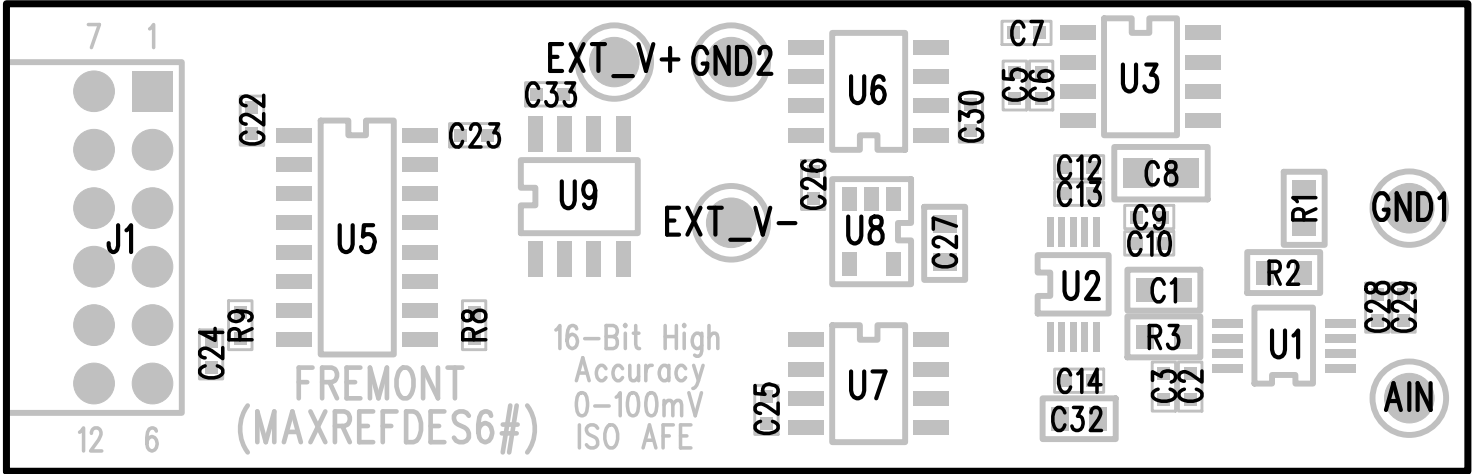 7 1
C22
C23
C33
EXT_V+
GND2
U6
C30
C7
C5
C6
U3
C12
C13
C8
C9
C10
R1
GND1
J1
U5
U9
EXT_V-
C26
U8
C27
U2
C1
R2
R3
U1
C28
C29
R9
C24
R8
16-Bit High
Accuracy
0-100mV
ISO AFE
FREMONT
(MAXREFDES6#)
C25
U7
C14
C32
C3
C2
AIN
12 6